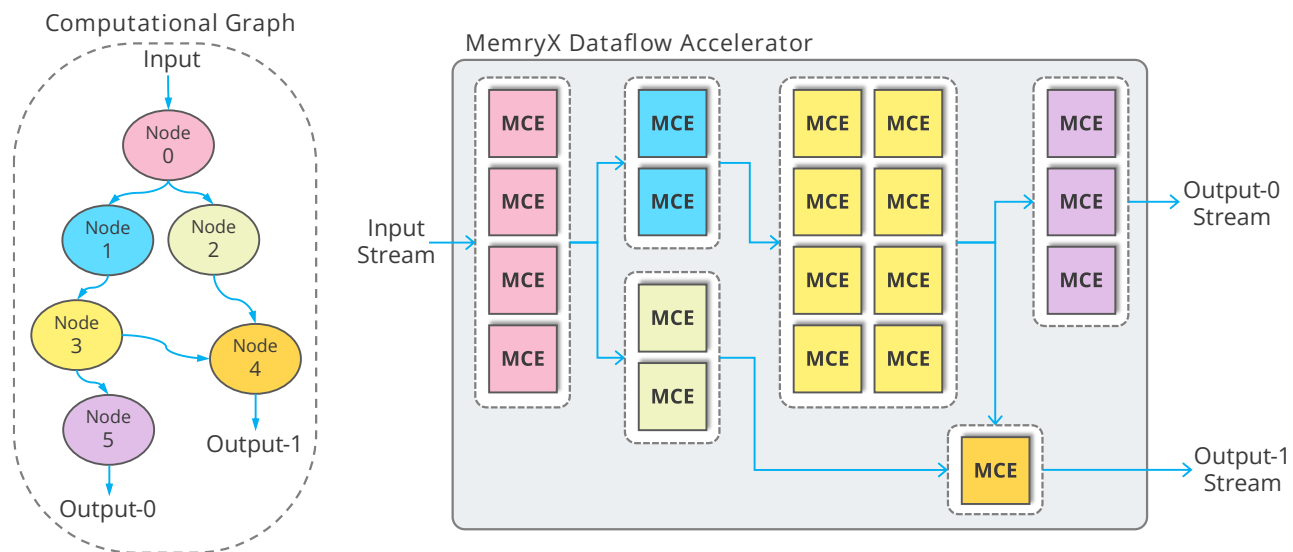 Computational Graph
Input
Node
0
Node
1
Node
2
Node
3
Node
4
Node
5
Output-1
Output-0
MemryX Dataflow Accelerator
Input
Stream
MCE
MCE
MCE
MCE
MCE
MCE
MCE
MCE
MCE MCE
MCE MCE
MCE MCE
MCE MCE
MCE
MCE
MCE
MCE
Output-0
Stream
Output-1
Stream